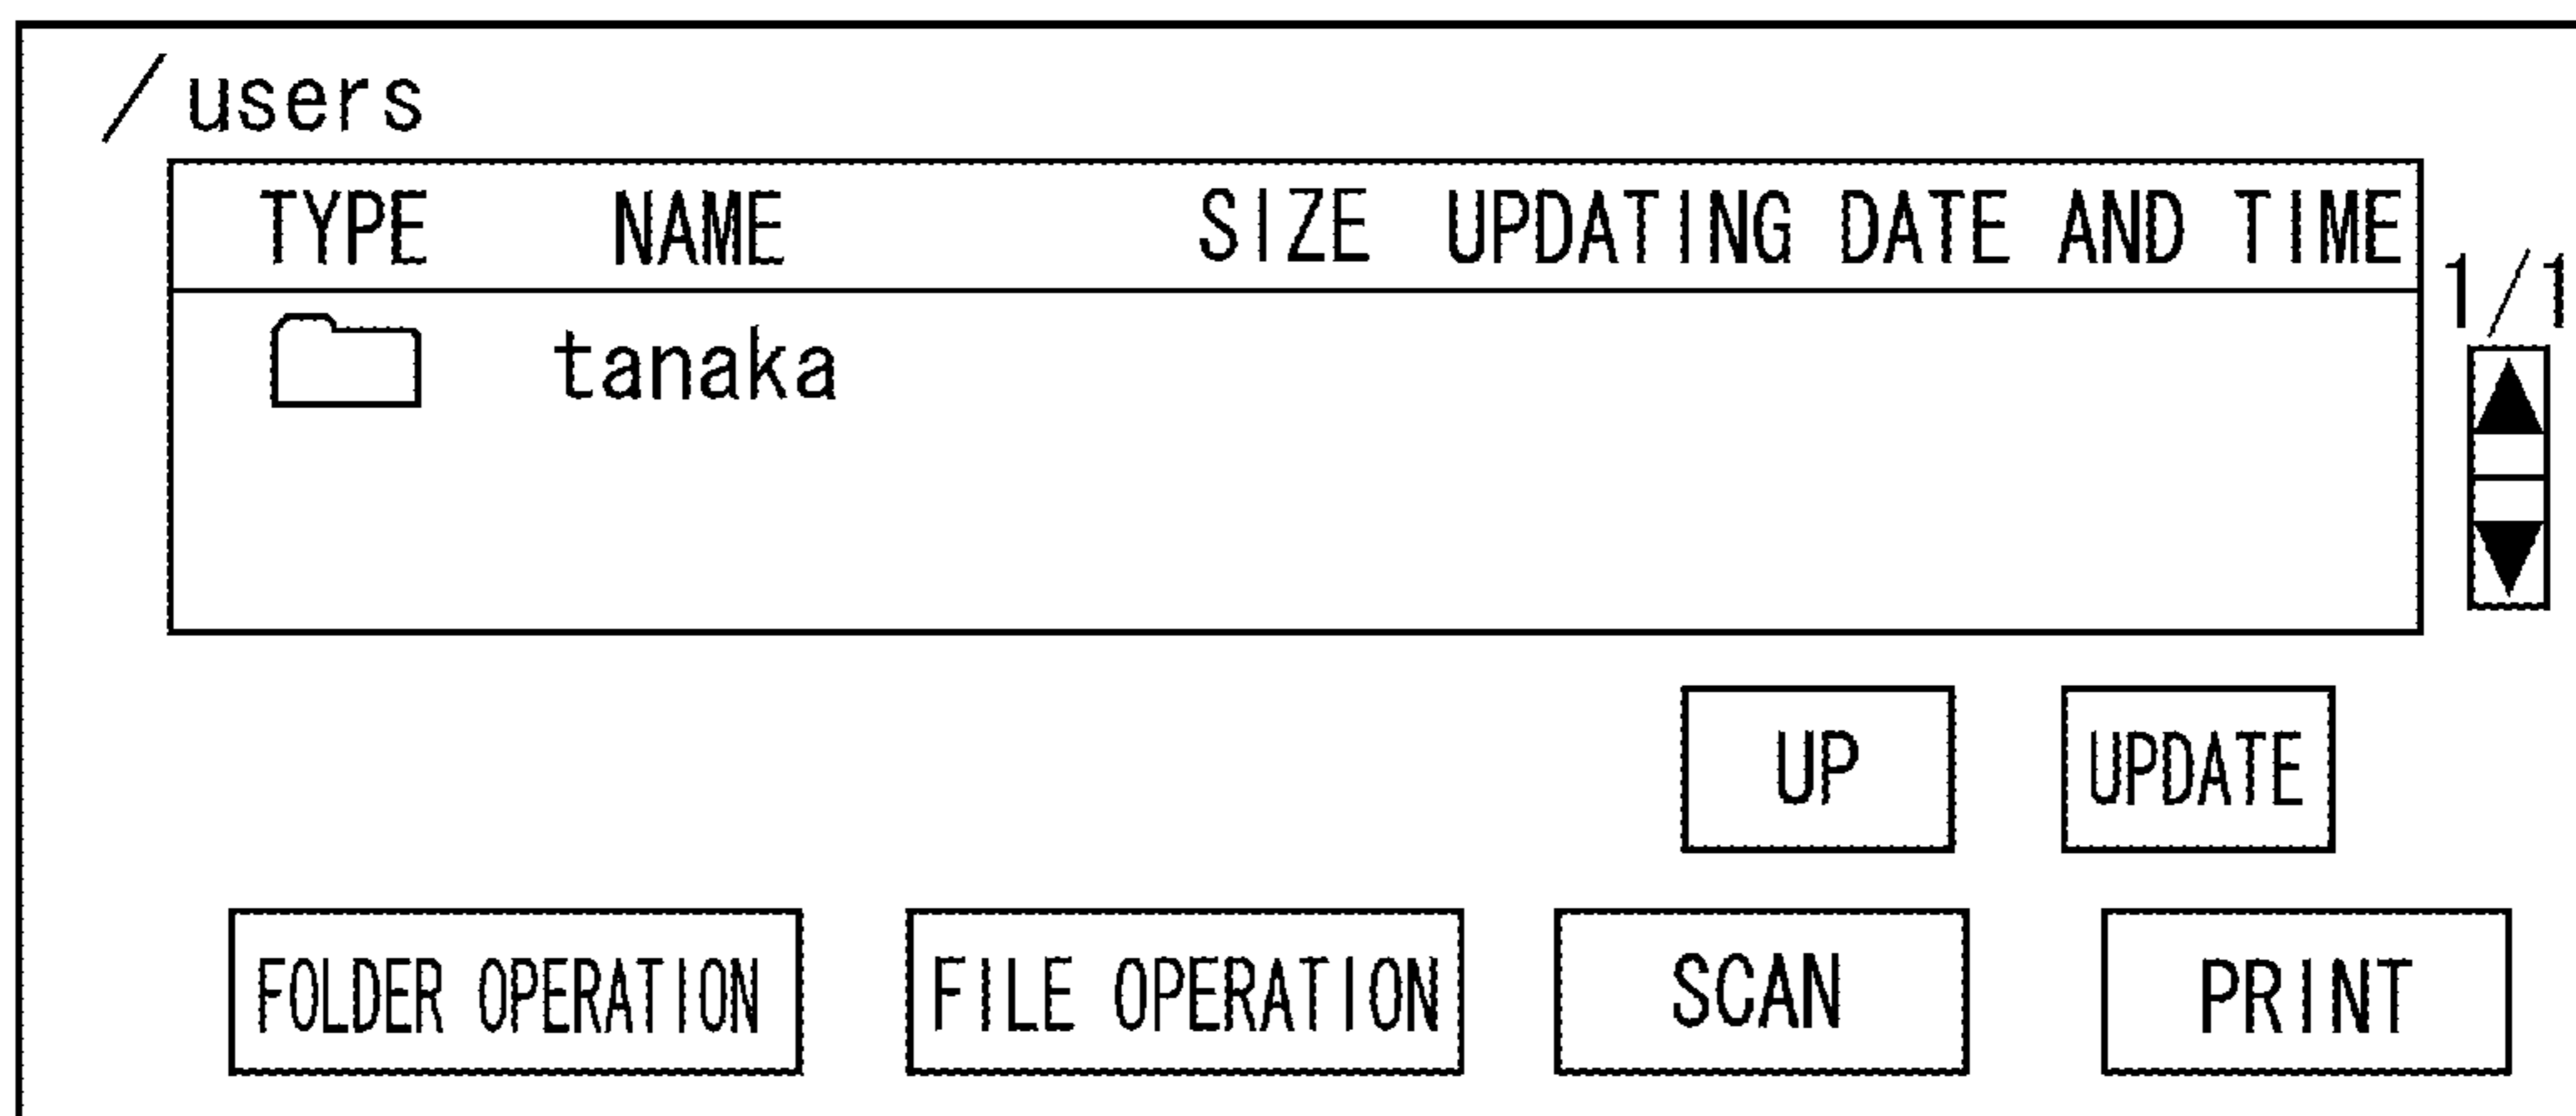 /users
TYPE NAME SIZE UPDATING DATE AND TIME
1/1
tanaka
UP UPDATE
FOLDER OPERATION FILE OPERATION SCAN PRINT